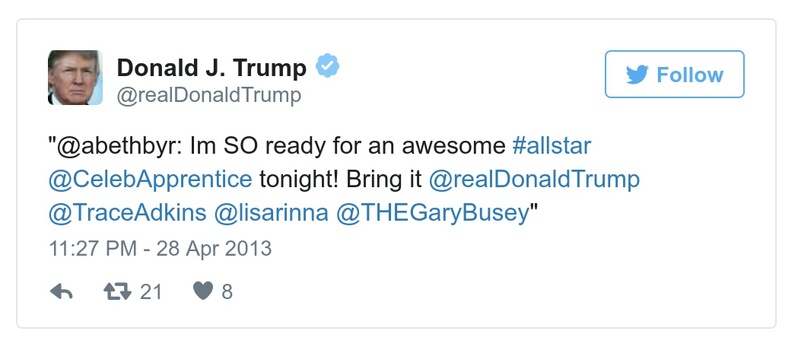 Donald J. Trump
@realDonaldTrump
Follow
"@abethbyr: Im SO ready for an awesome #allstar
@CelebApprentice tonight! Bring it @realDonaldTrump
@TraceAdkins @lisarinna @THEGaryBusey"
11:27 PM - 28 Apr 2013
21
8